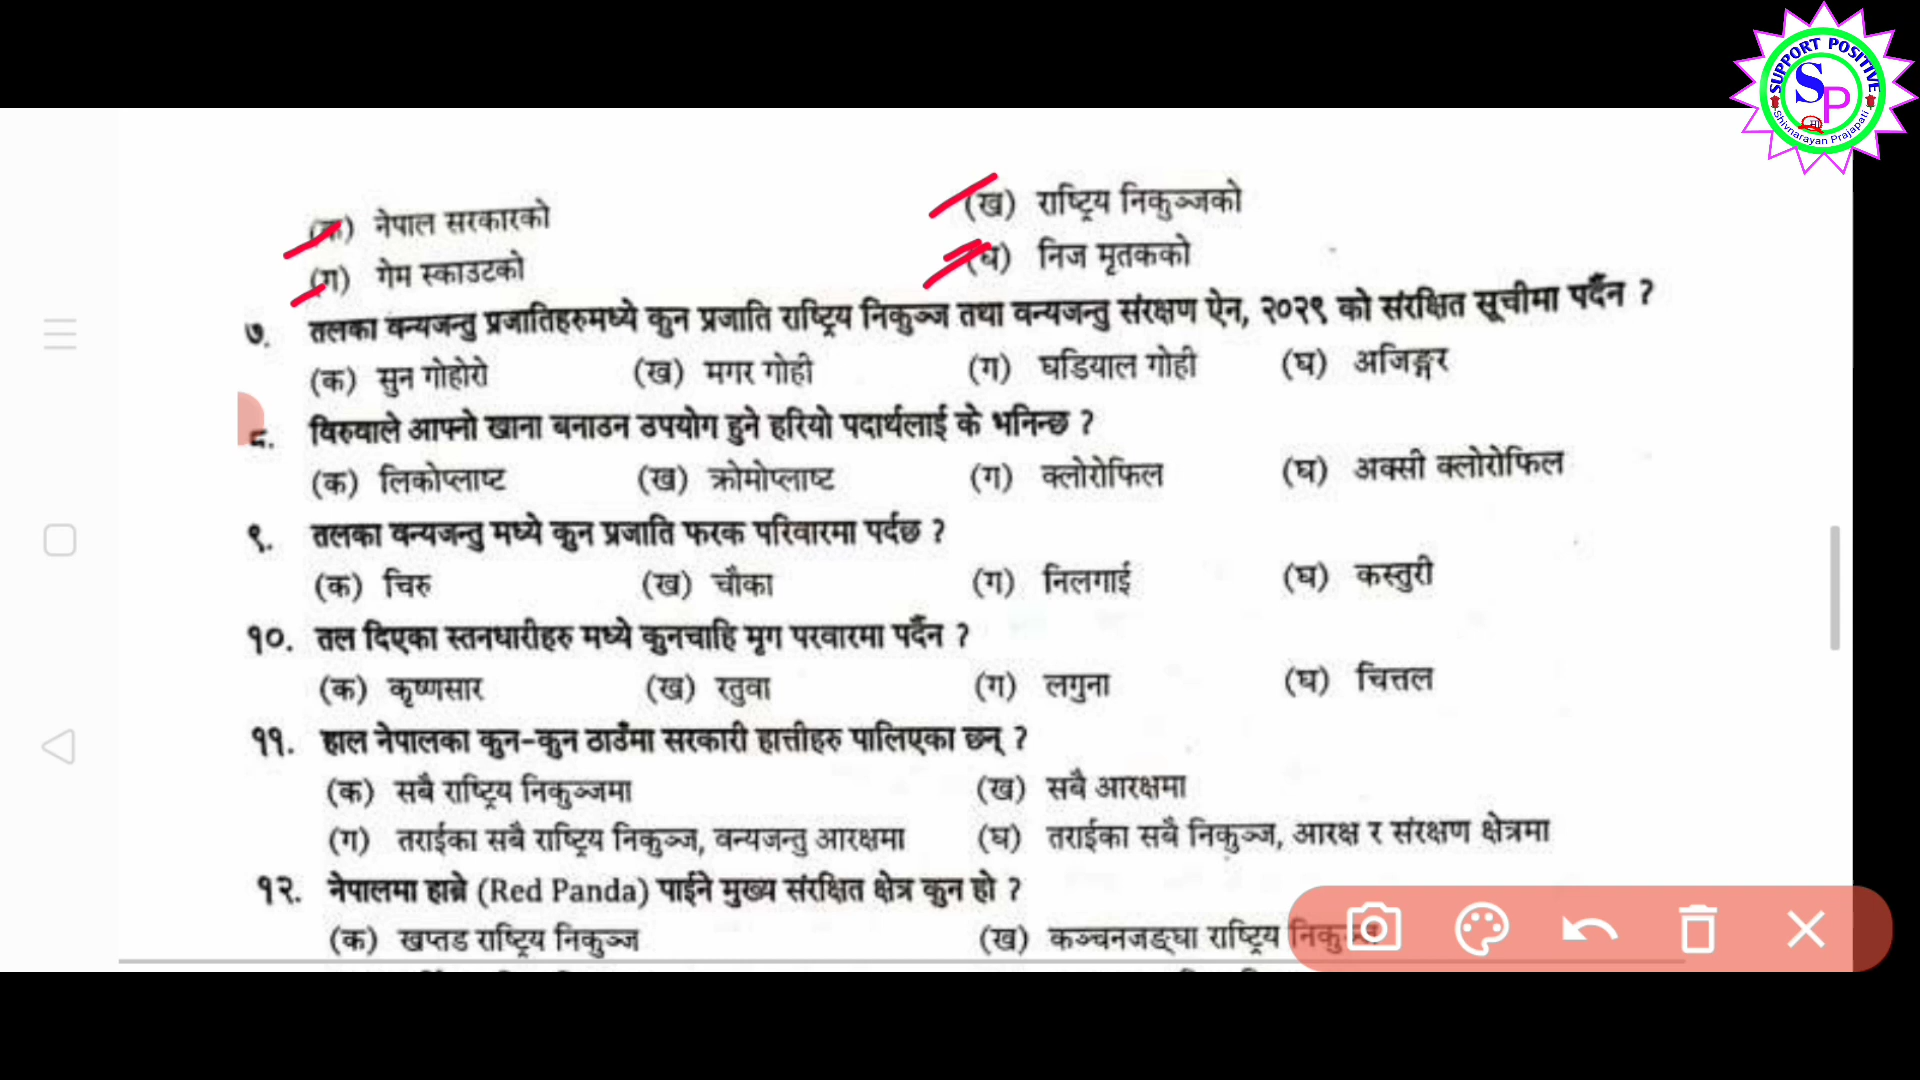 SUPPORT POSITIVE
SP
Shivnarayan Prajapati
(क) नेपाल सरकारको (ख) राष्ट्रिय निकुञ्जको
(ग) गेम स्काउटको (घ) निज मृतकको
७. तलका वन्यजन्तु प्रजातिहरुमध्ये कुन प्रजाति राष्ट्रिय निकुञ्ज तथा वन्यजन्तु संरक्षण ऐन, २०२९ को संरक्षित सूचीमा पर्दैन ?
(क) सुन गोहोरो (ख) मगर गोही (ग) घडियाल गोही (घ) अजिङ्गर
८. विरुवाले आफ्नो खाना बनाउन उपयोग हुने हरियो पदार्थलाई के भनिन्छ ?
(क) लिकोप्लाष्ट (ख) क्रोमोप्लाष्ट (ग) क्लोरोफिल (घ) अक्सी क्लोरोफिल
९. तलका वन्यजन्तु मध्ये कुन प्रजाति फरक परिवारमा पर्दछ ?
(क) चिरु (ख) चौका (ग) निलगाई (घ) कस्तुरी
१०. तल दिएका स्तनधारीहरु मध्ये कुनचाहि मृग परवारमा पर्दैन ?
(क) कृष्णसार (ख) रतुवा (ग) लगुना (घ) चित्तल
११. हाल नेपालका कुन-कुन ठाउँमा सरकारी हात्तीहरु पालिएका छन् ?
(क) सबै राष्ट्रिय निकुञ्जमा (ख) सबै आरक्षमा
(ग) तराईका सबै राष्ट्रिय निकुञ्ज, वन्यजन्तु आरक्षमा (घ) तराईका सबै निकुञ्ज, आरक्ष र संरक्षण क्षेत्रमा
१२. नेपालमा हाब्रे (Red Panda) पाईने मुख्य संरक्षित क्षेत्र कुन हो ?
(क) खप्तड राष्ट्रिय निकुञ्ज (ख) कञ्चनजङ्घा राष्ट्रिय निकुञ्ज